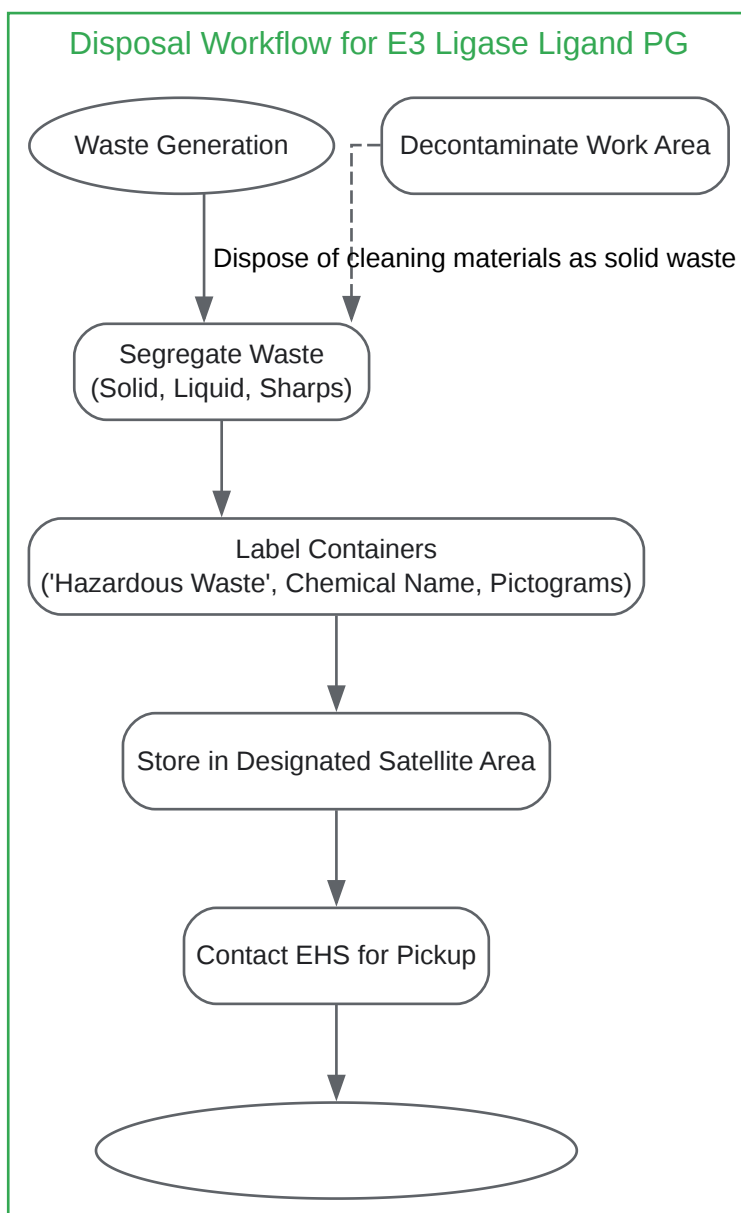 Disposal Workflow for E3 Ligase Ligand PG
Waste Generation
Decontaminate Work Area
Dispose of cleaning materials as solid waste
Segregate Waste
(Solid, Liquid, Sharps)
Label Containers
('Hazardous Waste', Chemical Name, Pictograms)
Store in Designated Satellite Area
Contact EHS for Pickup